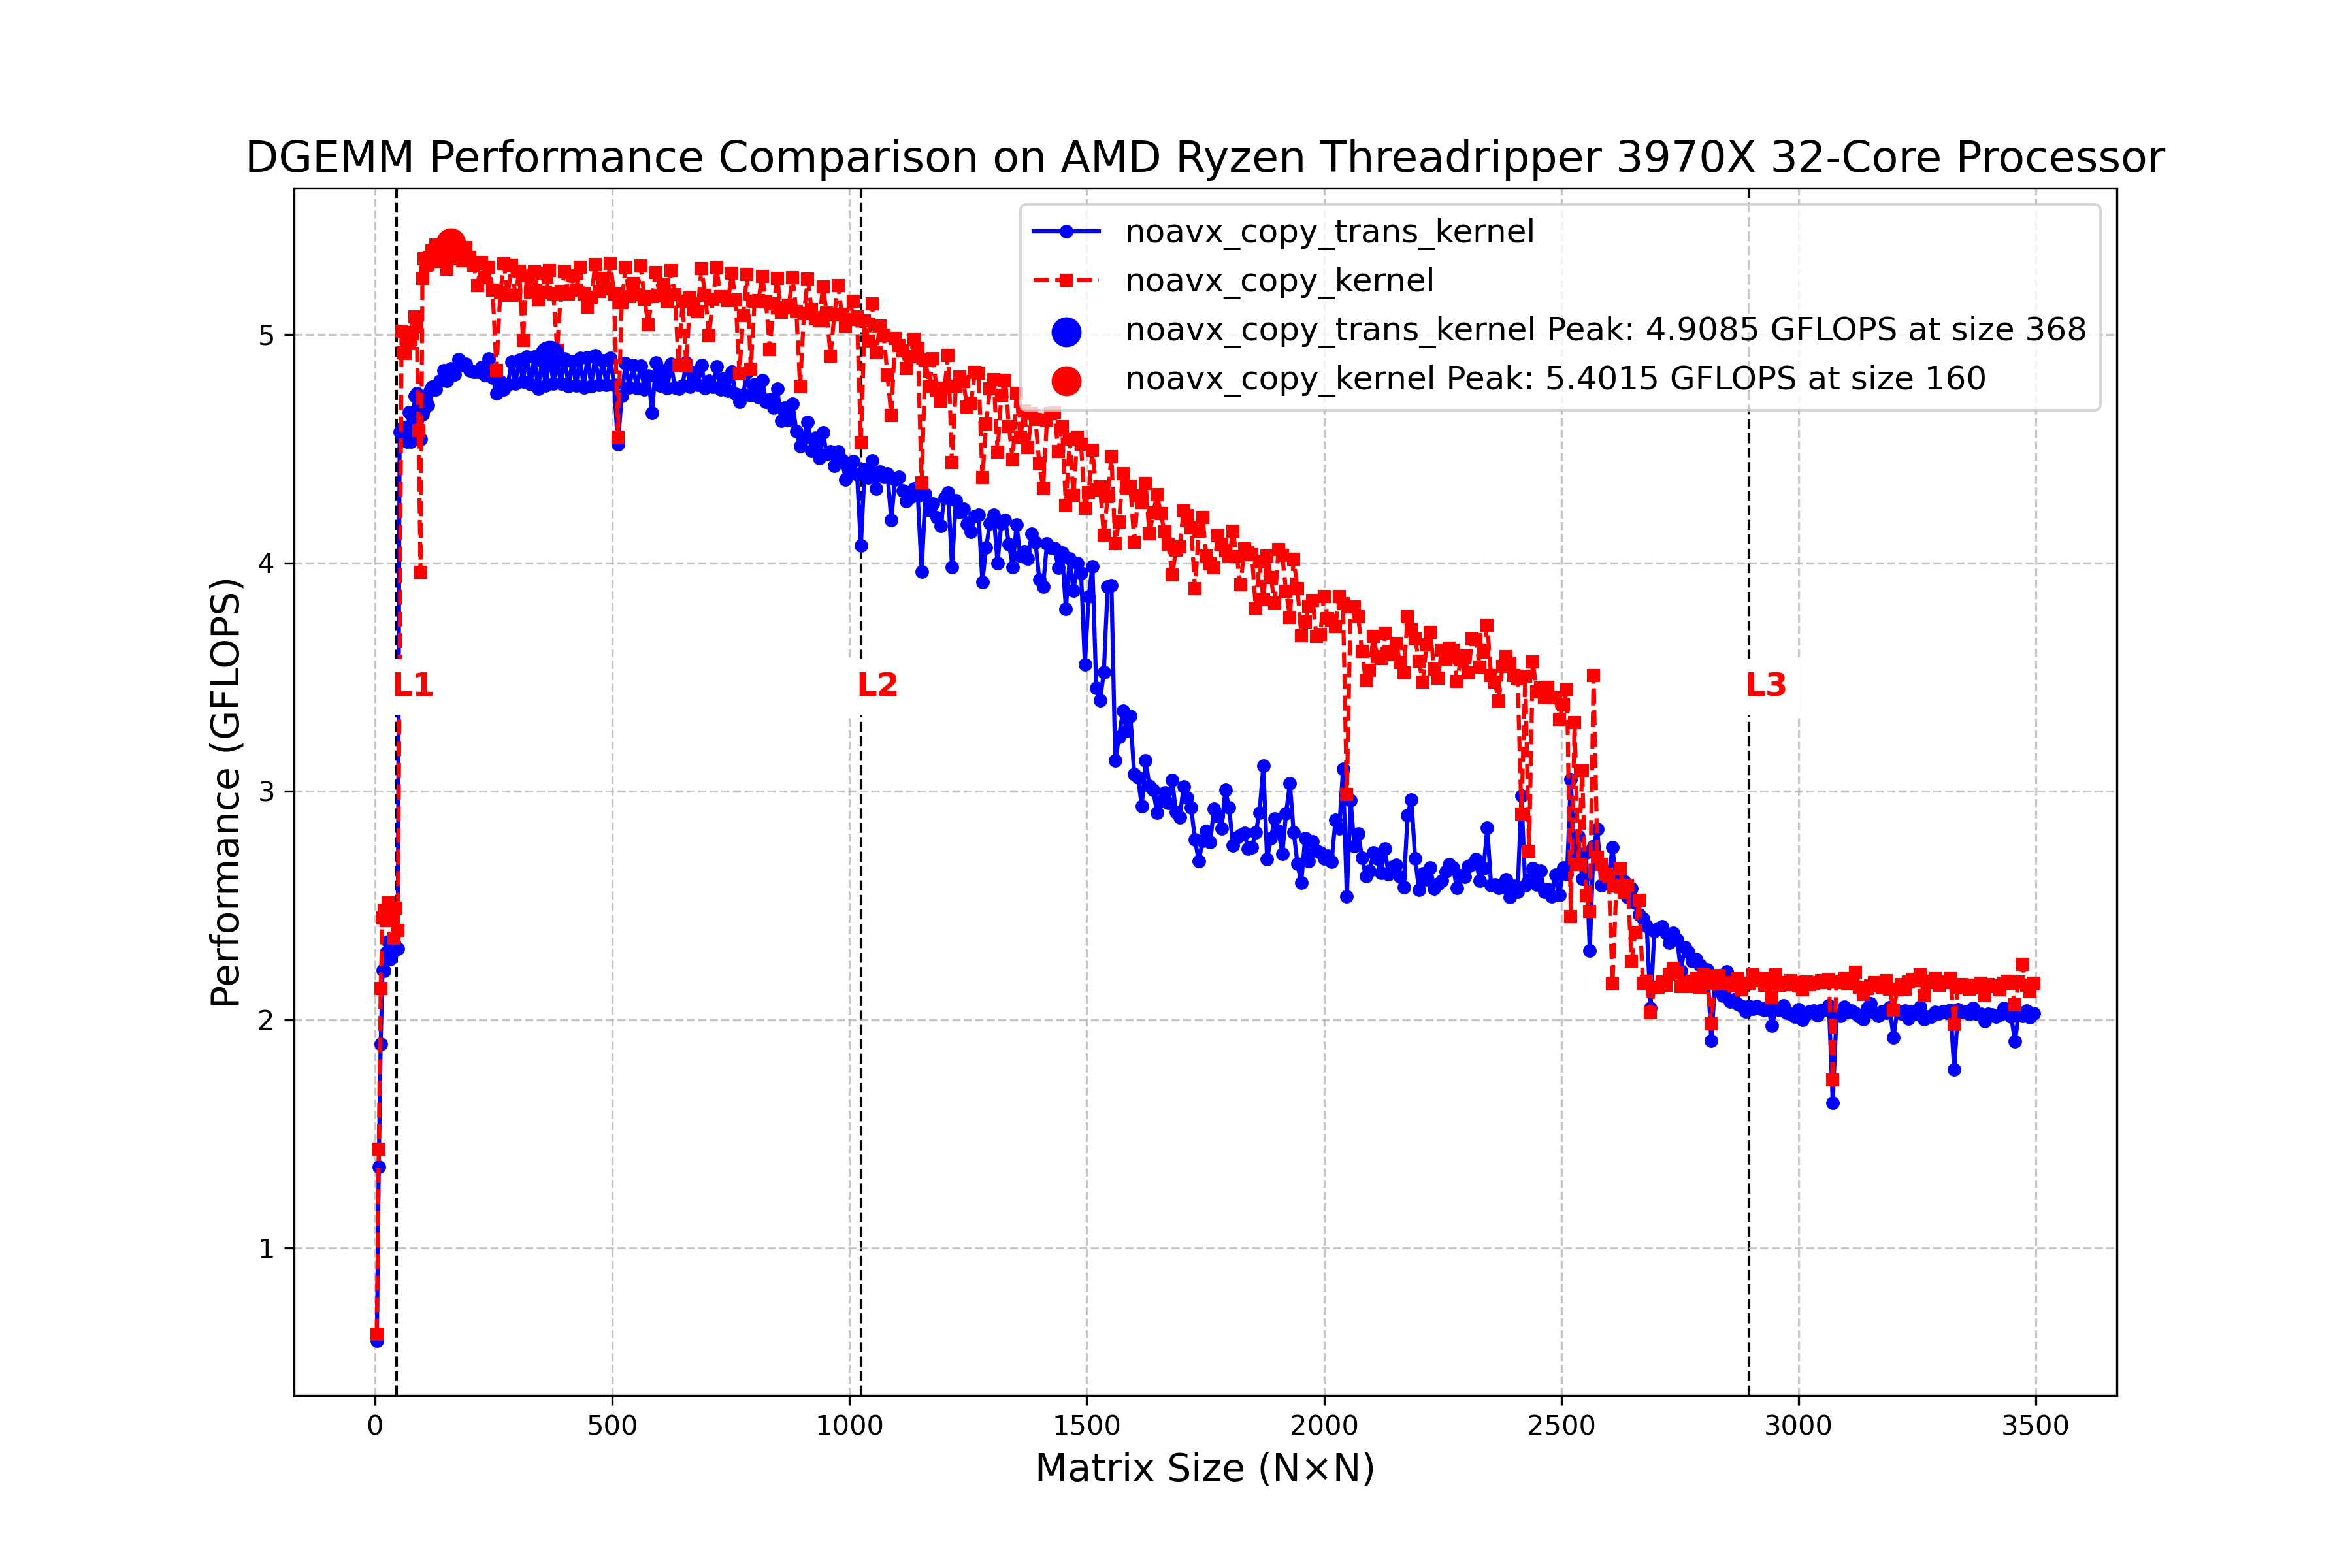 DGEMM Performance Comparison on AMD Ryzen Threadripper 3970X 32-Core Processor
noavx_copy_trans_kernel
noavx_copy_kernel
noavx_copy_trans_kernel Peak: 4.9085 GFLOPS at size 368
noavx_copy_kernel Peak: 5.4015 GFLOPS at size 160
Performance (GFLOPS)
5
4
3
2
1
L1
L2
L3
0
500
1000
1500
2000
2500
3000
3500
Matrix Size (N×N)